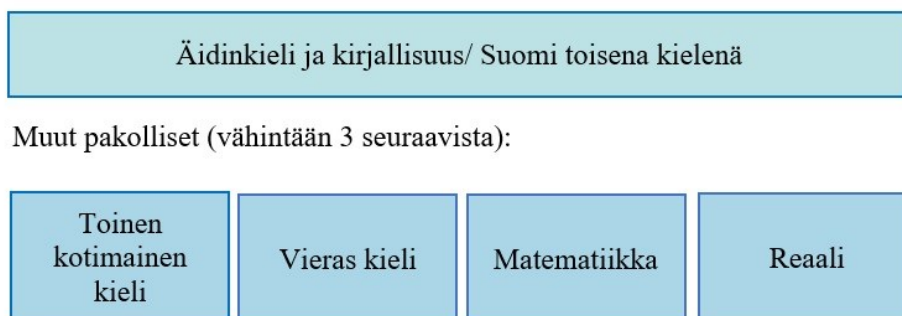 Äidinkieli ja kirjallisuus/ Suomi toisena kielenä
Muut pakolliset (vähintään 3 seuraavista):
Toinen
kotimainen
kieli
Vieras kieli
Matematiikka
Reaali